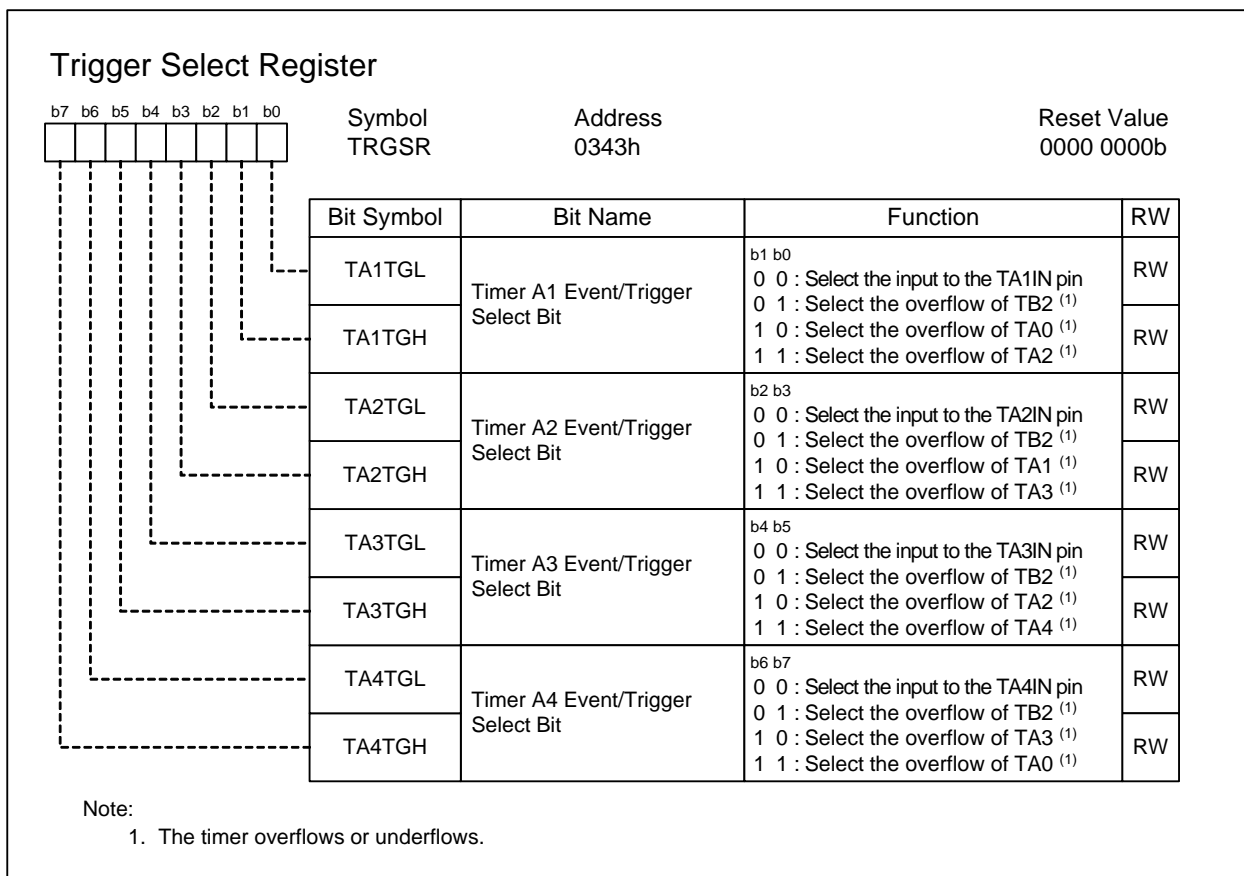 Trigger Select Register
b7 b6 b5 b4 b3 b2 b1 b0
Symbol Address Reset Value
TRGSR 0343h 0000 0000b
Bit Symbol Bit Name Function RW
TA1TGL RW
TA1TGH RW
Timer A1 Event/Trigger
Select Bit
b1 b0
0 0 : Select the input to the TA1IN pin
0 1 : Select the overflow of TB2 (1)
1 0 : Select the overflow of TA0 (1)
1 1 : Select the overflow of TA2 (1)
TA2TGL RW
TA2TGH RW
Timer A2 Event/Trigger
Select Bit
b2 b3
0 0 : Select the input to the TA2IN pin
0 1 : Select the overflow of TB2 (1)
1 0 : Select the overflow of TA1 (1)
1 1 : Select the overflow of TA3 (1)
TA3TGL RW
TA3TGH RW
Timer A3 Event/Trigger
Select Bit
b4 b5
0 0 : Select the input to the TA3IN pin
0 1 : Select the overflow of TB2 (1)
1 0 : Select the overflow of TA2 (1)
1 1 : Select the overflow of TA4 (1)
TA4TGL RW
TA4TGH RW
Timer A4 Event/Trigger
Select Bit
b6 b7
0 0 : Select the input to the TA4IN pin
0 1 : Select the overflow of TB2 (1)
1 0 : Select the overflow of TA3 (1)
1 1 : Select the overflow of TA0 (1)
Note:
1. The timer overflows or underflows.